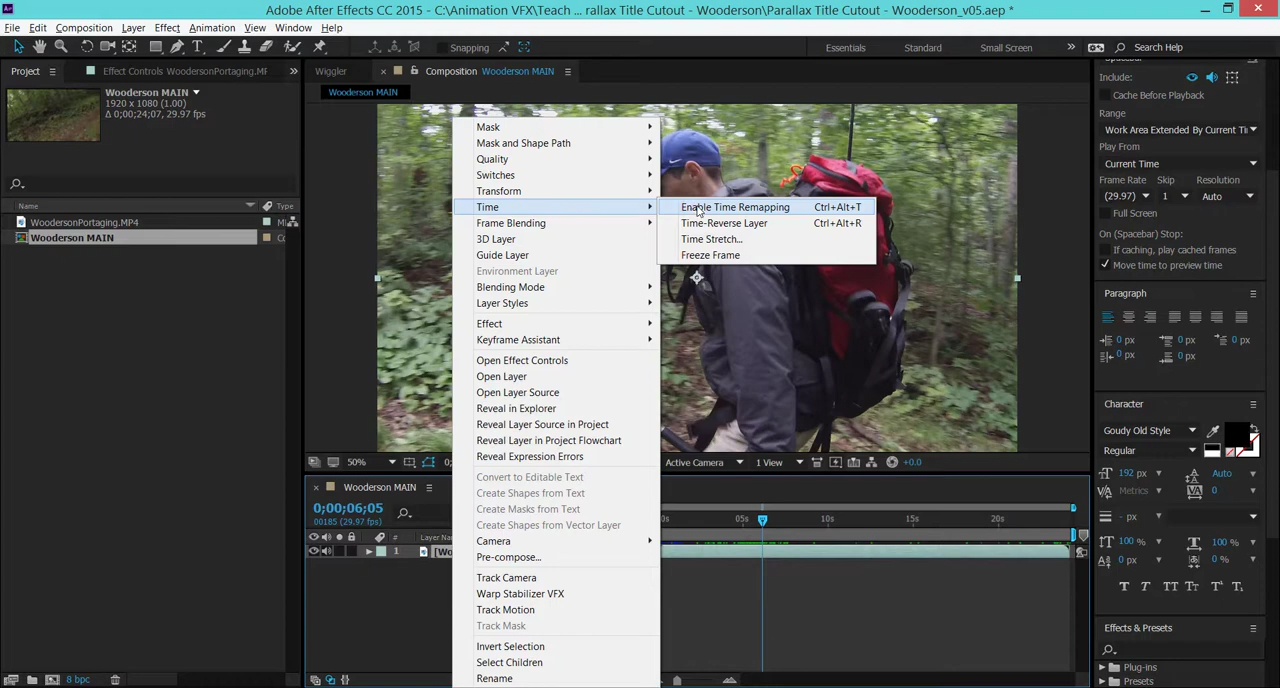 Adobe After Effects CC 2015 - C:\Animation VFX\Teach ... rallax Title Cutout - Wooderson\Parallax Title Cutout - Wooderson_v05.aep *
File Edit Composition Layer Effect Animation View Window Help
Snapping
Essentials Standard Small Screen Search Help
Project
Effect Controls WoodersonPortaging.MP
Wiggler
Composition Wooderson MAIN
Wooderson MAIN
Wooderson MAIN
1920 x 1080 (1.00)
Δ 0;00;24;07, 29.97 fps
Name Type
WoodersonPortaging.MP4
Wooderson MAIN
8 bpc
Mask
Mask and Shape Path
Quality
Switches
Transform
Time
Frame Blending
3D Layer
Guide Layer
Environment Layer
Blending Mode
Layer Styles
Effect
Keyframe Assistant
Open Effect Controls
Open Layer
Open Layer Source
Reveal in Explorer
Reveal Layer Source in Project
Reveal Layer in Project Flowchart
Reveal Expression Errors
Convert to Editable Text
Create Shapes from Text
Create Masks from Text
Create Shapes from Vector Layer
Camera
Pre-compose...
Track Camera
Warp Stabilizer VFX
Track Motion
Track Mask
Invert Selection
Select Children
Rename
Enable Time Remapping Ctrl+Alt+T
Time-Reverse Layer Ctrl+Alt+R
Time Stretch...
Freeze Frame
50%
Active Camera 1 View +0.0
Wooderson MAIN
0;00;06;05
00185 (29.97 fps)
05s 10s 15s 20s
Layer Nam
1 [Wo
Spacebar
Include:
Cache Before Playback
Range
Work Area Extended By Current Ti
Play From
Current Time
Frame Rate Skip Resolution
(29.97) 1 Auto
Full Screen
On (Spacebar) Stop:
If caching, play cached frames
Move time to preview time
Paragraph
0 px 0 px 0 px
0 px 0 px
Character
Goudy Old Style
Regular
192 px Auto
Metrics 0
- px
100 % 100 %
0 px 0 %
T T TT Tt T¹ T₁
Effects & Presets
Plug-ins
Presets